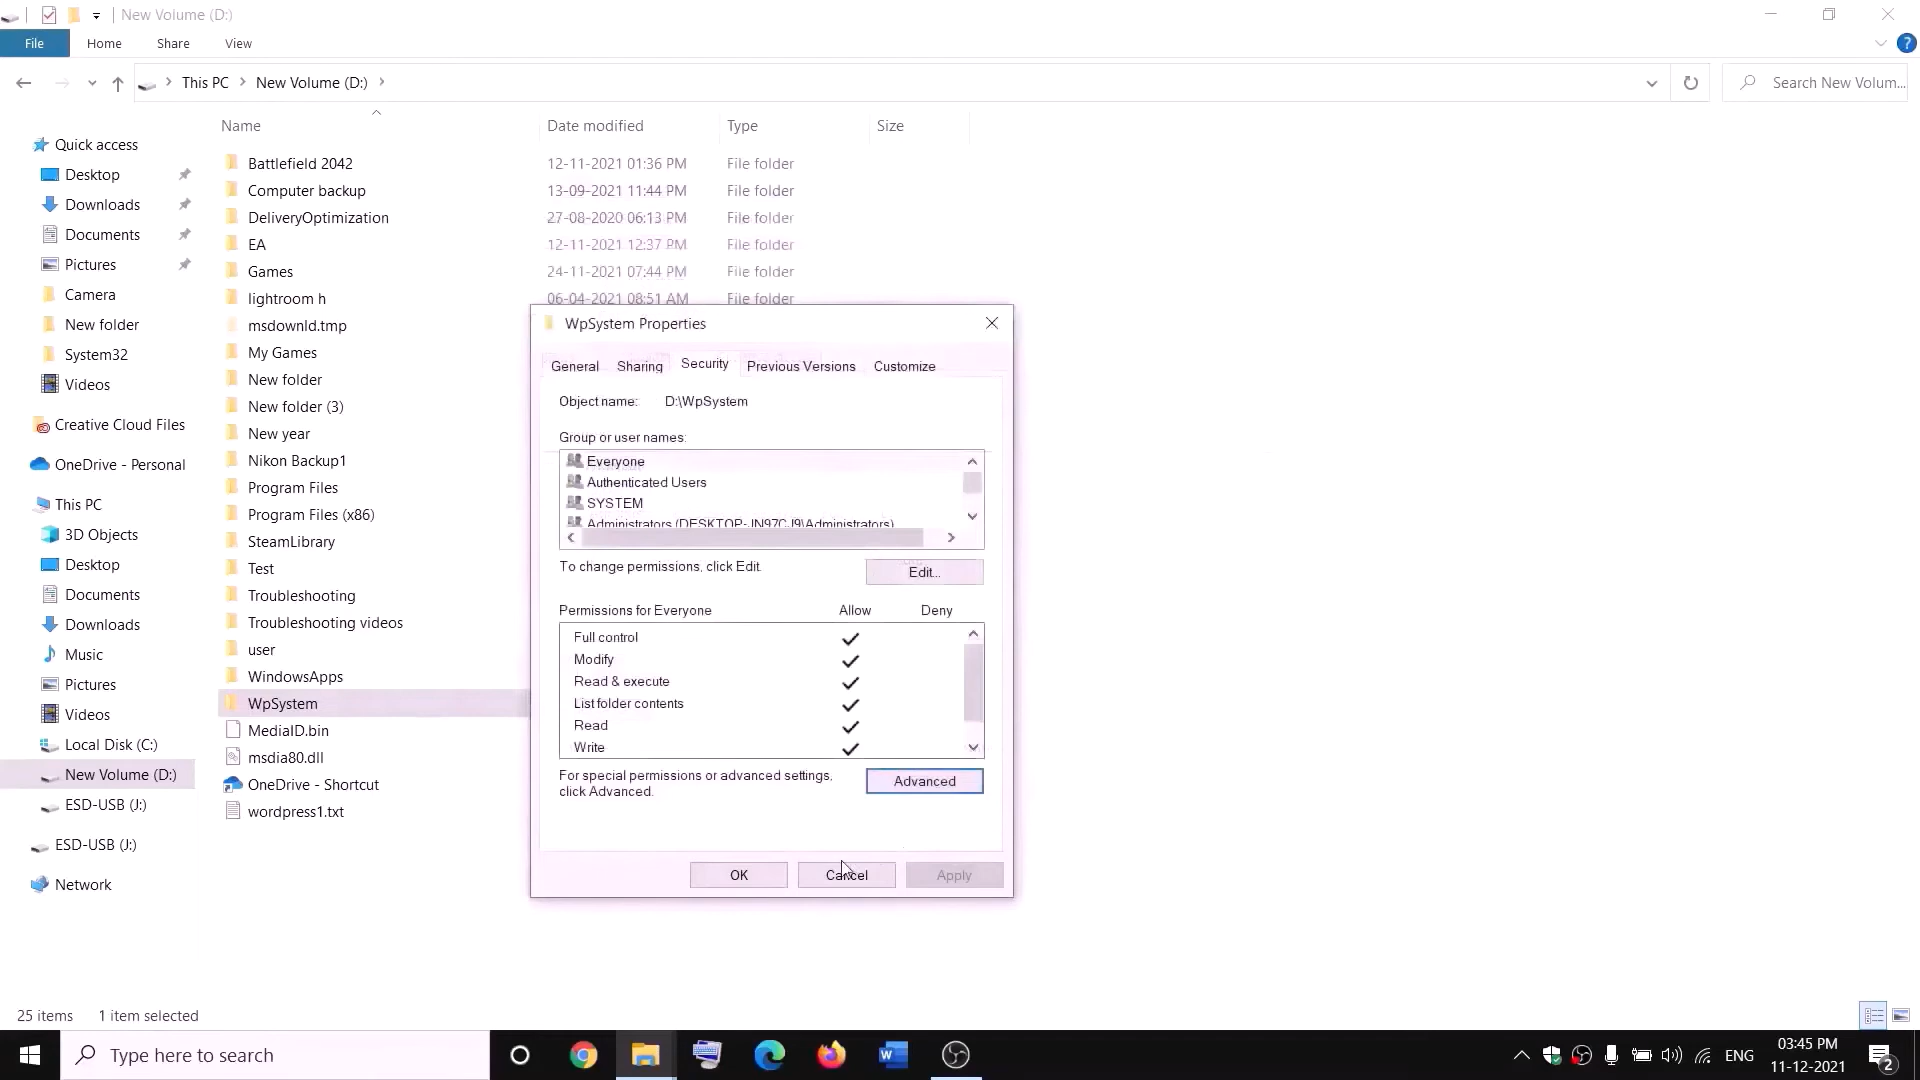 New Volume (D:)
File Home Share View
This PC New Volume (D:) Search New Volum...
Name Date modified Type Size
Quick access
Desktop
Downloads
Documents
Pictures
Camera
New folder
System32
Videos
Creative Cloud Files
OneDrive - Personal
This PC
3D Objects
Desktop
Documents
Downloads
Music
Pictures
Videos
Local Disk (C:)
New Volume (D:)
ESD-USB (J:)
ESD-USB (J:)
Network
Battlefield 2042 12-11-2021 01:36 PM File folder
Computer backup 13-09-2021 11:44 PM File folder
DeliveryOptimization 27-08-2020 06:13 PM File folder
EA 12-11-2021 12:37 PM File folder
Games 24-11-2021 07:44 PM File folder
lightroom h 06-04-2021 08:51 AM File folder
msdownld.tmp
My Games
New folder
New folder (3)
New year
Nikon Backup1
Program Files
Program Files (x86)
SteamLibrary
Test
Troubleshooting
Troubleshooting videos
user
WindowsApps
WpSystem
MediaID.bin
msdia80.dll
OneDrive - Shortcut
wordpress1.txt
WpSystem Properties
General Sharing Security Previous Versions Customize
Object name: D:\WpSystem
Group or user names:
Everyone
Authenticated Users
SYSTEM
Administrators (DESKTOP-JN97CJ9\Administrators)
To change permissions, click Edit.
Edit...
Permissions for Everyone Allow Deny
Full control
Modify
Read & execute
List folder contents
Read
Write
For special permissions or advanced settings,
click Advanced.
Advanced
OK Cancel Apply
25 items 1 item selected
Type here to search
ENG
03:45 PM
11-12-2021
2